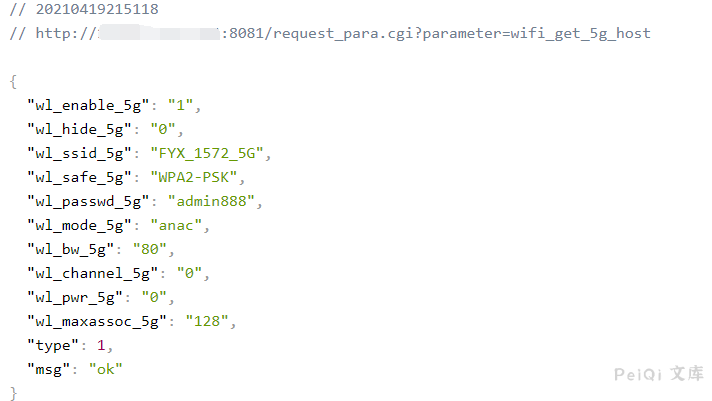 // 20210419215118
// http://:8081/request_para.cgi?parameter=wifi_get_5g_host
{
"wl_enable_5g": "1",
"wl_hide_5g": "0",
"wl_ssid_5g": "FYX_1572_5G",
"wl_safe_5g": "WPA2-PSK",
"wl_passwd_5g": "admin888",
"wl_mode_5g": "anac",
"wl_bw_5g": "80",
"wl_channel_5g": "0",
"wl_pwr_5g": "0",
"wl_maxassoc_5g": "128",
"type": 1,
"msg": "ok"
}
PeiQi 文库